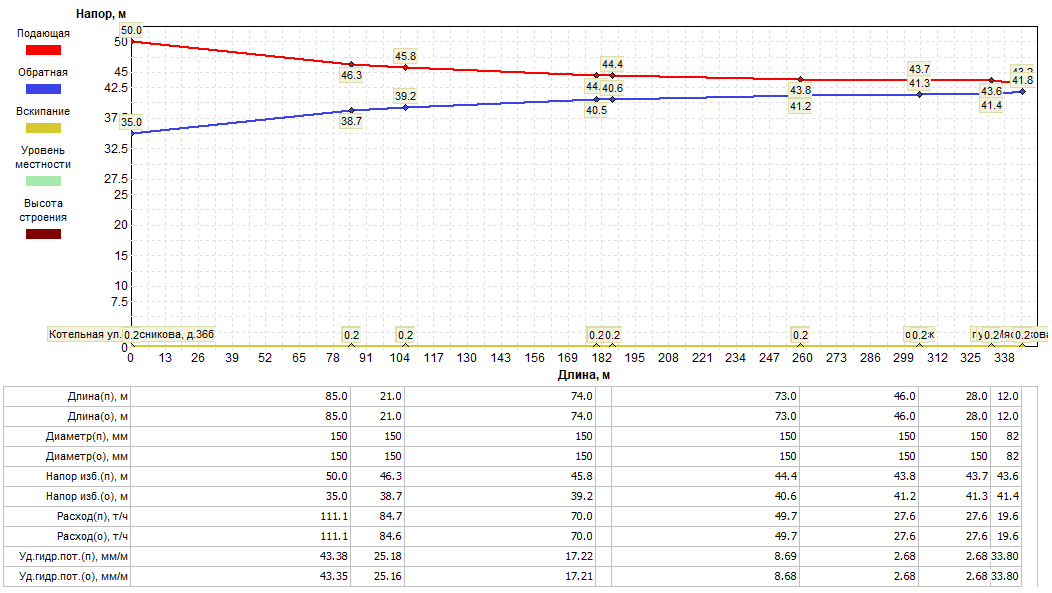 Напор, м
Подающая
Обратная
Вскипание
Уровень
местности
Высота
строения
50
45
42.5
37
32.5
27.5
25
20
15
10
7.5
0
50.0
46.3
45.8
44.4
43.8
43.7
43.6
41.8
35.0
38.7
39.2
40.5
40.6
41.2
41.3
41.4
Котельная ул.
сникова, д.36б
0.2 0.2 0.2 0.2 0.2 0.2 0.2 0.2 0.2
0 13 26 39 52 65 78 91 104 117 130 143 156 169 182 195 208 221 234 247 260 273 286 299 312 325 338
Длина, м
Длина(п), м 85.0 21.0 74.0 73.0 46.0 28.0 12.0
Длина(о), м 85.0 21.0 74.0 73.0 46.0 28.0 12.0
Диаметр(п), мм 150 150 150 150 150 150 82
Диаметр(о), мм 150 150 150 150 150 150 82
Напор изб.(п), м 50.0 46.3 45.8 44.4 43.8 43.7 43.6
Напор изб.(о), м 35.0 38.7 39.2 40.6 41.2 41.3 41.4
Расход(п), т/ч 111.1 84.7 70.0 49.7 27.6 27.6 19.6
Расход(о), т/ч 111.1 84.6 70.0 49.7 27.6 27.6 19.6
Уд.гидр.пот.(п), мм/м 43.38 25.18 17.22 8.69 2.68 2.68 33.80
Уд.гидр.пот.(о), мм/м 43.35 25.16 17.21 8.68 2.68 2.68 33.80